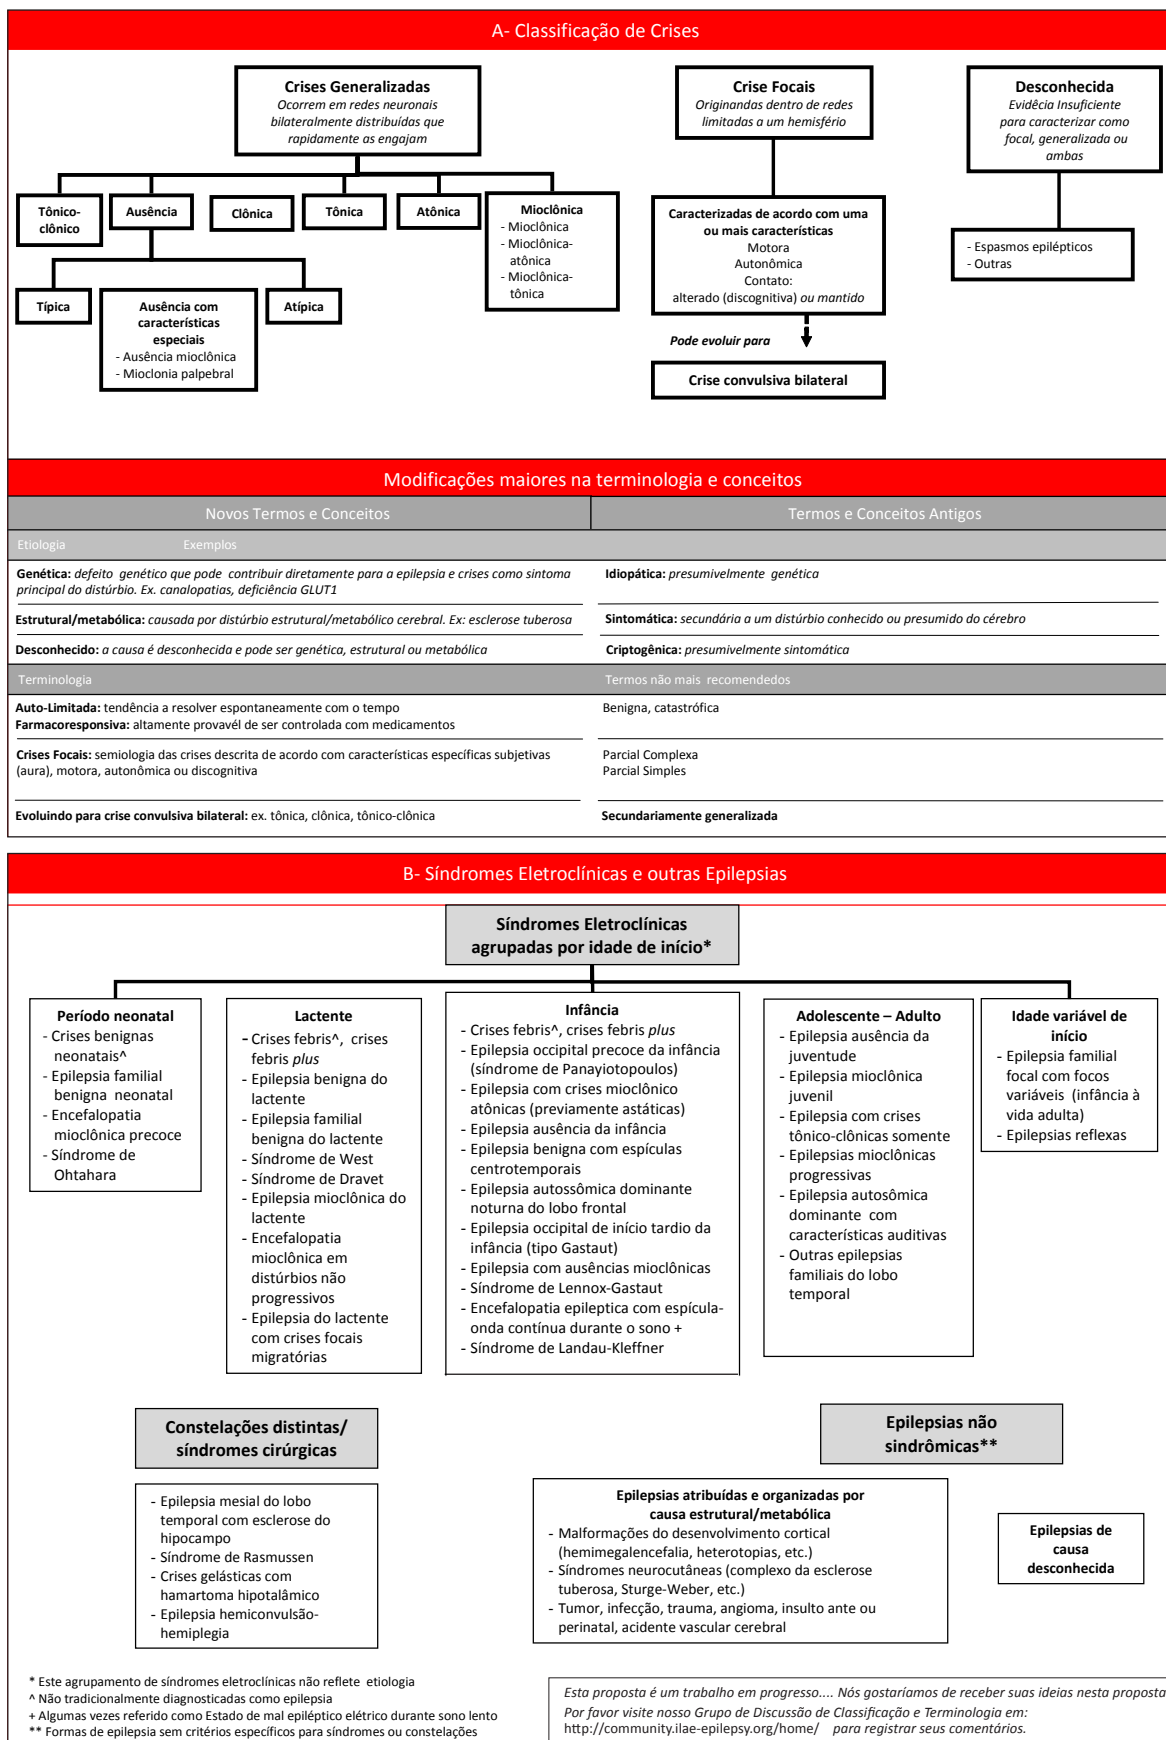 A- Classificação de Crises
Crises Generalizadas
Ocorrem em redes neuronais
bilateralmente distribuídas que
rapidamente as engajam
Crise Focais
Originandas dentro de redes
limitadas a um hemisfério
Desconhecida
Evidêcia Insuficiente
para caracterizar como
focal, generalizada ou
ambas
Tônico-
clônico
Ausência
Clônica
Tônica
Atônica
Mioclônica
- Mioclônica
- Mioclônica-
atônica
- Mioclônica-
tônica
Caracterizadas de acordo com uma
ou mais características
Motora
Autonômica
Contato:
alterado (discognitiva) ou mantido
- Espasmos epilépticos
- Outras
Típica
Ausência com
características
especiais
- Ausência mioclônica
- Mioclonia palpebral
Atípica
Pode evoluir para
Crise convulsiva bilateral
Modificações maiores na terminologia e conceitos
Novos Termos e Conceitos
Termos e Conceitos Antigos
Etiologia Exemplos
Genética: defeito genético que pode contribuir diretamente para a epilepsia e crises como sintoma
principal do distúrbio. Ex. canalopatias, deficiência GLUT1
Idiopática: presumivelmente genética
Estrutural/metabólica: causada por distúrbio estrutural/metabólico cerebral. Ex: esclerose tuberosa
Sintomática: secundária a um distúrbio conhecido ou presumido do cérebro
Desconhecido: a causa é desconhecida e pode ser genética, estrutural ou metabólica
Criptogênica: presumivelmente sintomática
Terminologia
Termos não mais recomendedos
Auto-Limitada: tendência a resolver espontaneamente com o tempo
Farmacoresponsiva: altamente provavél de ser controlada com medicamentos
Benigna, catastrófica
Crises Focais: semiologia das crises descrita de acordo com características específicas subjetivas
(aura), motora, autonômica ou discognitiva
Parcial Complexa
Parcial Simples
Evoluindo para crise convulsiva bilateral: ex. tônica, clônica, tônico-clônica
Secundariamente generalizada
B- Síndromes Eletroclínicas e outras Epilepsias
Síndromes Eletroclínicas
agrupadas por idade de início*
Período neonatal
- Crises benignas
neonatais^
- Epilepsia familial
benigna neonatal
- Encefalopatia
mioclônica precoce
- Síndrome de
Ohtahara
Lactente
- Crises febris^, crises
febris plus
- Epilepsia benigna do
lactente
- Epilepsia familial
benigna do lactente
- Síndrome de West
- Síndrome de Dravet
- Epilepsia mioclônica do
lactente
- Encefalopatia
mioclônica em
distúrbios não
progressivos
- Epilepsia do lactente
com crises focais
migratórias
Infância
- Crises febris^, crises febris plus
- Epilepsia occipital precoce da infância
(síndrome de Panayiotopoulos)
- Epilepsia com crises mioclônico
atônicas (previamente astáticas)
- Epilepsia ausência da infância
- Epilepsia benigna com espículas
centrotemporais
- Epilepsia autossômica dominante
noturna do lobo frontal
- Epilepsia occipital de início tardio da
infância (tipo Gastaut)
- Epilepsia com ausências mioclônicas
- Síndrome de Lennox-Gastaut
- Encefalopatia epileptica com espícula-
onda contínua durante o sono +
- Síndrome de Landau-Kleffner
Adolescente – Adulto
- Epilepsia ausência da
juventude
- Epilepsia mioclônica
juvenil
- Epilepsia com crises
tônico-clônicas somente
- Epilepsias mioclônicas
progressivas
- Epilepsia autosômica
dominante com
características auditivas
- Outras epilepsias
familiais do lobo
temporal
Idade variável de
início
- Epilepsia familial
focal com focos
variáveis (infância à
vida adulta)
- Epilepsias reflexas
Constelações distintas/
síndromes cirúrgicas
- Epilepsia mesial do lobo
temporal com esclerose do
hipocampo
- Síndrome de Rasmussen
- Crises gelásticas com
hamartoma hipotalâmico
- Epilepsia hemiconvulsão-
hemiplegia
Epilepsias não
sindrômicas**
Epilepsias atribuídas e organizadas por
causa estrutural/metabólica
- Malformações do desenvolvimento cortical
(hemimegalencefalia, heterotopias, etc.)
- Síndromes neurocutâneas (complexo da esclerose
tuberosa, Sturge-Weber, etc.)
- Tumor, infecção, trauma, angioma, insulto ante ou
perinatal, acidente vascular cerebral
Epilepsias de
causa
desconhecida
* Este agrupamento de síndromes eletroclínicas não reflete etiologia
^ Não tradicionalmente diagnosticadas como epilepsia
+ Algumas vezes referido como Estado de mal epiléptico elétrico durante sono lento
** Formas de epilepsia sem critérios específicos para síndromes ou constelações
Esta proposta é um trabalho em progresso.... Nós gostaríamos de receber suas ideias nesta proposta
Por favor visite nosso Grupo de Discussão de Classificação e Terminologia em:
http://community.ilae-epilepsy.org/home/ para registrar seus comentários.